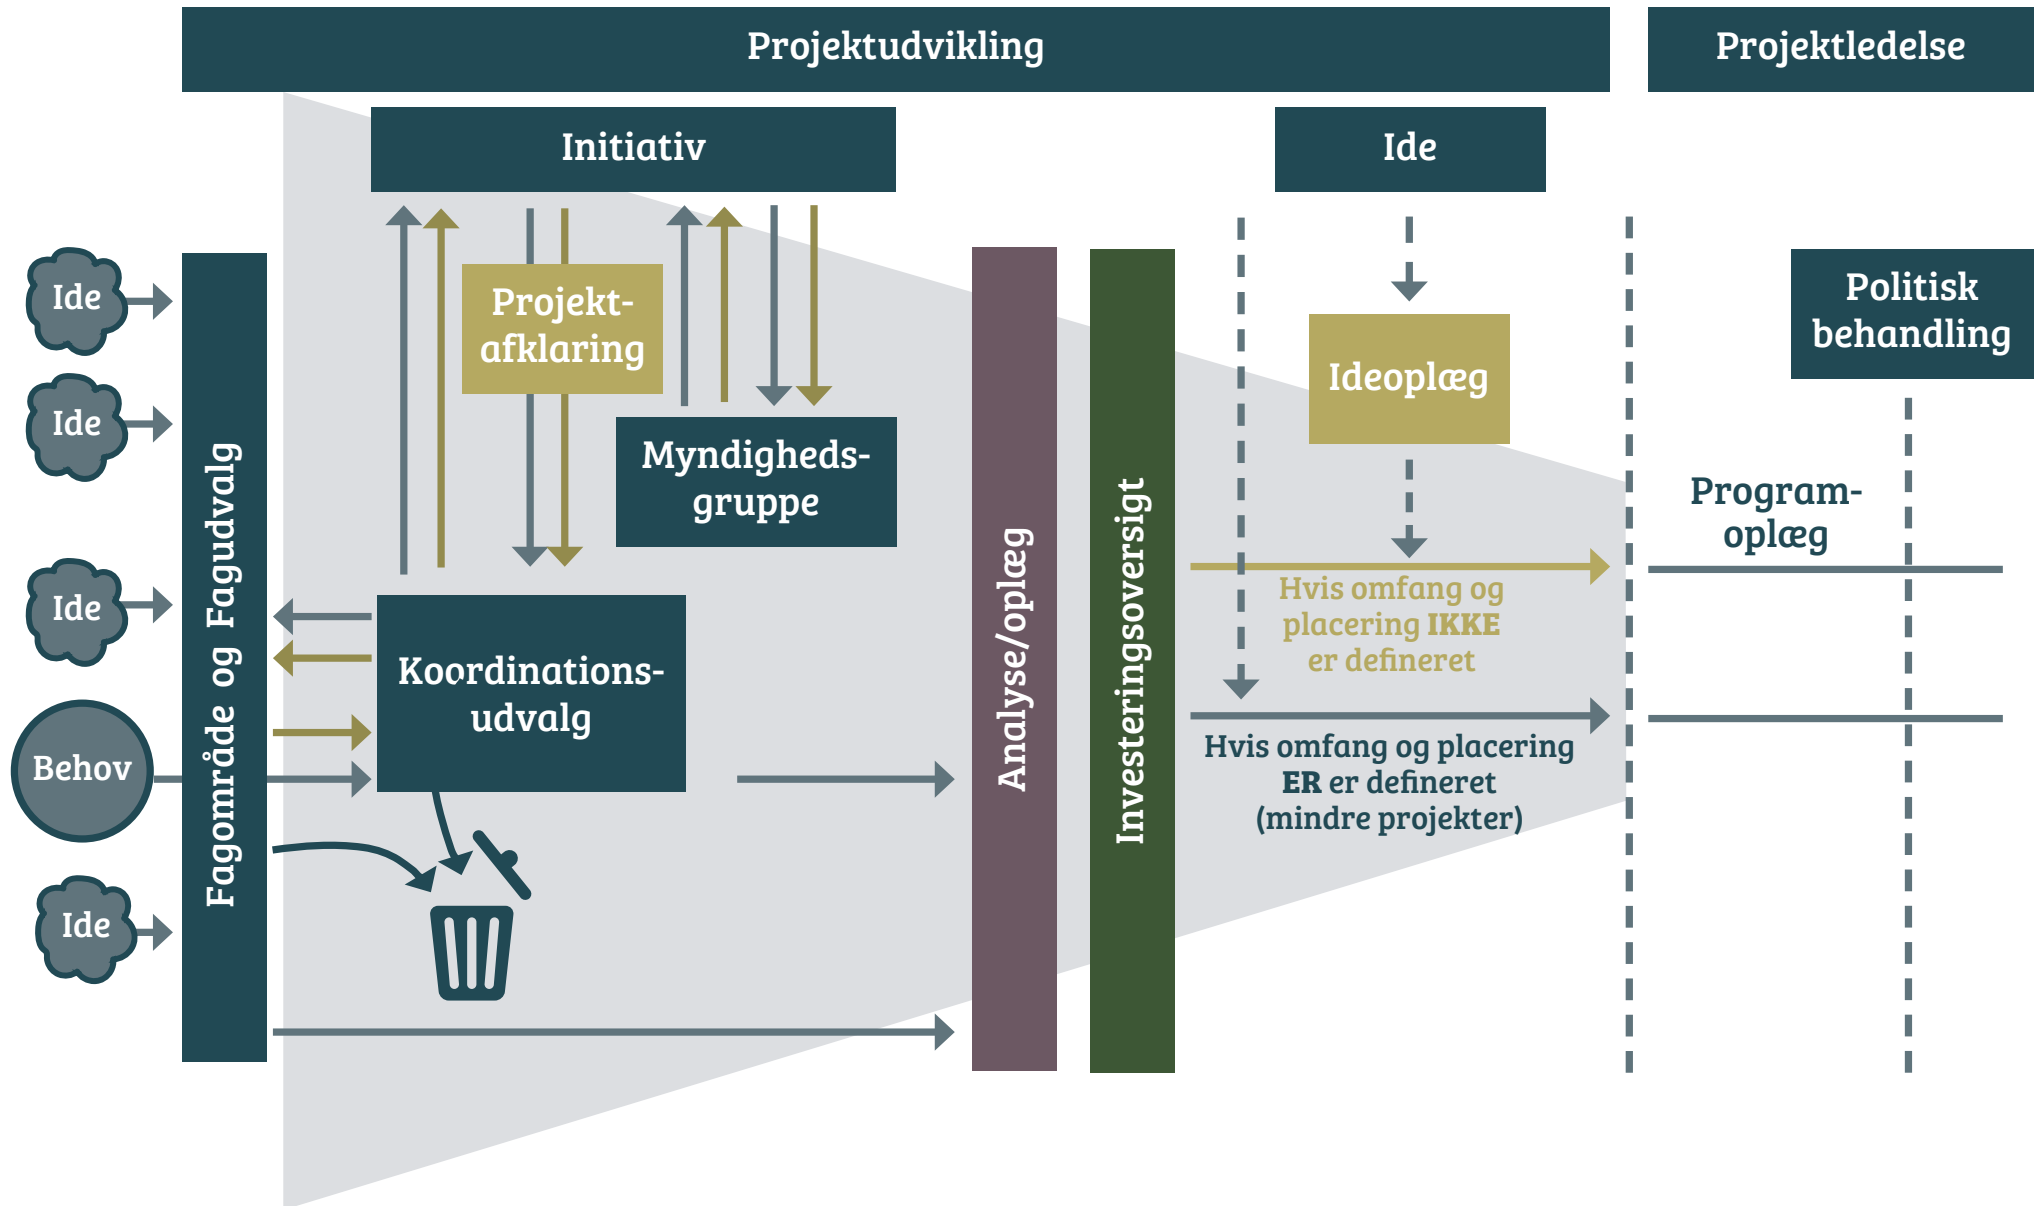 Projektudvikling
Projektledelse
Initiativ
Ide
Ide
Ide
Ide
Behov
Ide
Fagområde og Fagudvalg
Projekt-
afklaring
Myndigheds-
gruppe
Koordinations-
udvalg
Analyse/oplæg
Investeringsoversigt
Ideoplæg
Hvis omfang og
placering IKKE
er defineret
Hvis omfang og placering
ER er defineret
(mindre projekter)
Politisk
behandling
Program-
oplæg